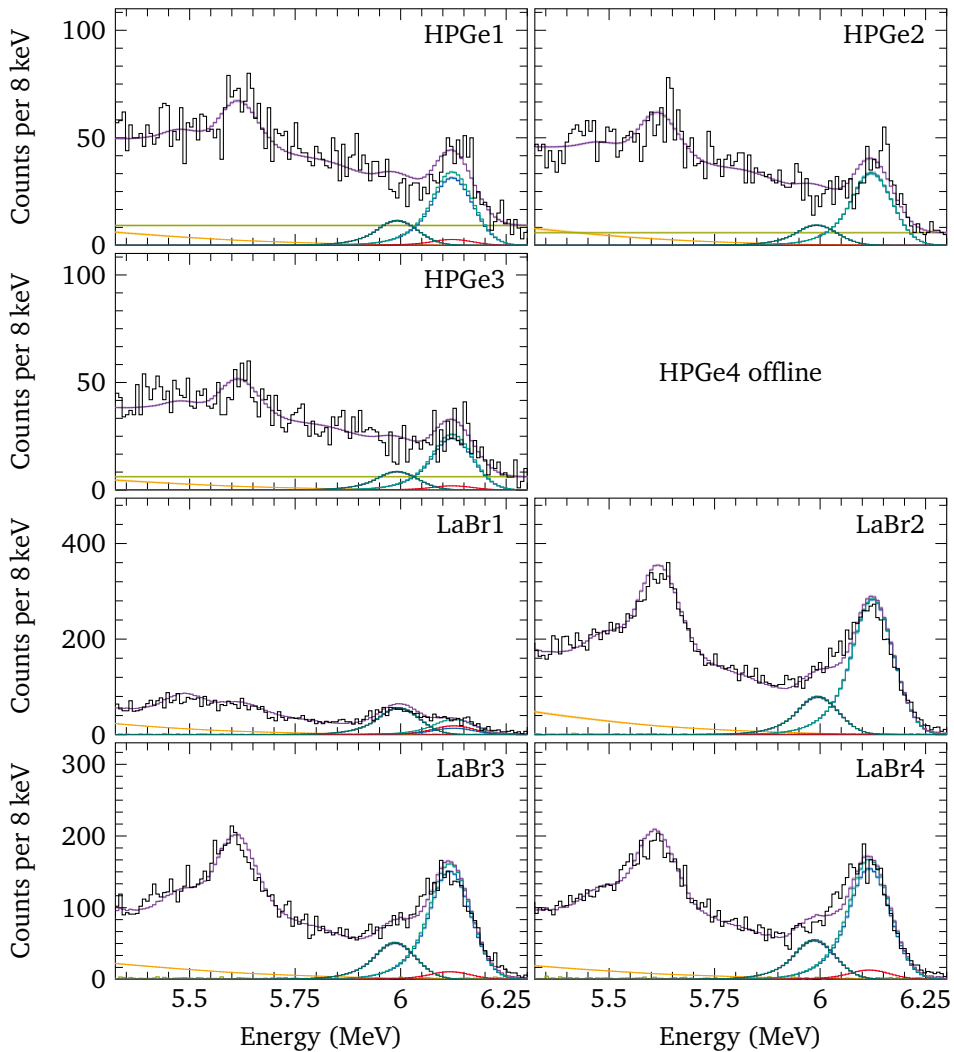 HPGe1
HPGe2
100
50
0
Counts per 8 keV
HPGe3
HPGe4 offline
100
50
0
Counts per 8 keV
LaBr1
LaBr2
400
200
0
Counts per 8 keV
LaBr3
LaBr4
300
200
100
0
Counts per 8 keV
5.5 5.75 6 6.25
5.5 5.75 6 6.25
Energy (MeV)
Energy (MeV)